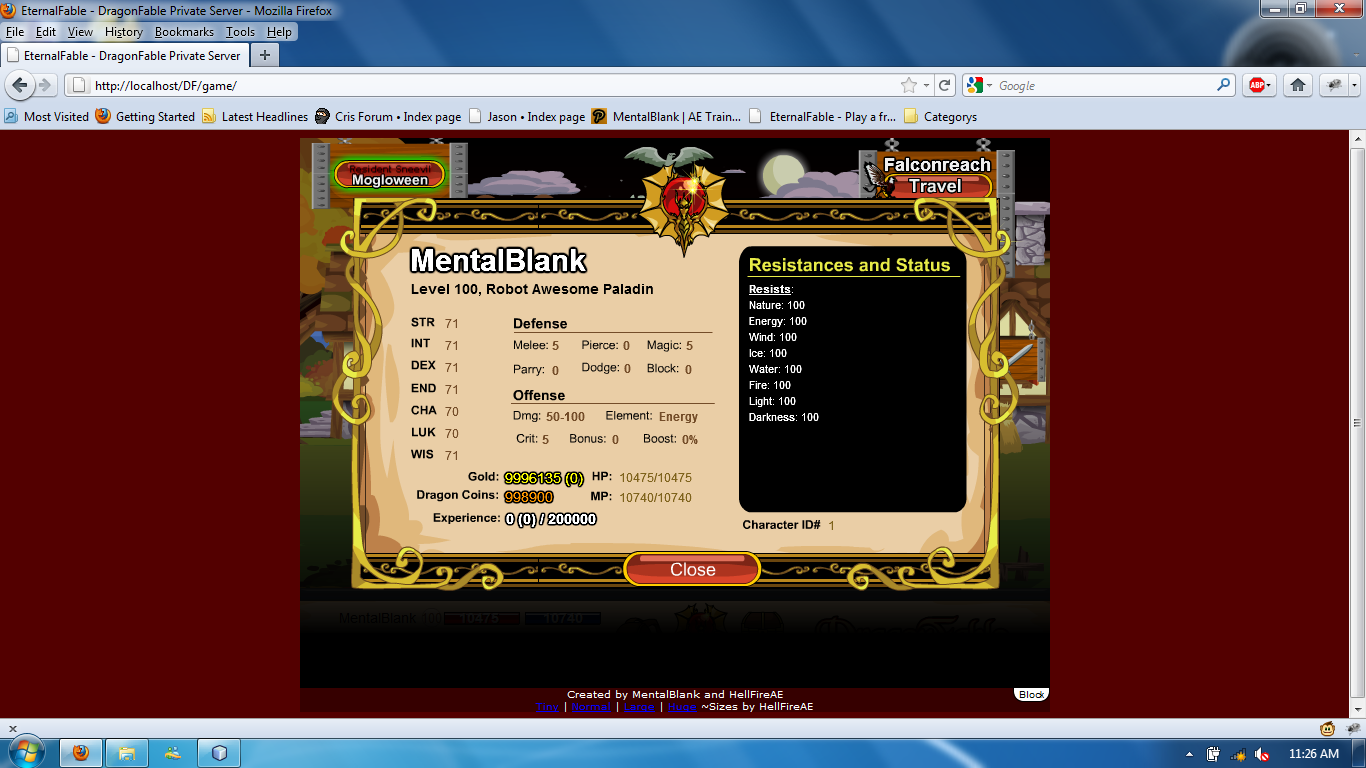 EternalFable - DragonFable Private Server - Mozilla Firefox
File Edit View History Bookmarks Tools Help
EternalFable - DragonFable Private Server
http://localhost/DF/game/
Google
ABP
Most Visited Getting Started Latest Headlines Cris Forum • Index page Jason • Index page MentalBlank | AE Train... EternalFable - Play a fr... Categorys
Resident Sneevil
Mogloween
Falconreach
Travel
MentalBlank
Level 100, Robot Awesome Paladin
STR 71
INT 71
DEX 71
END 71
CHA 70
LUK 70
WIS 71
Defense
Melee: 5 Pierce: 0 Magic: 5
Parry: 0 Dodge: 0 Block: 0
Offense
Dmg: 50-100 Element: Energy
Crit: 5 Bonus: 0 Boost: 0%
Gold: 9996135 (0) HP: 10475/10475
Dragon Coins: 998900 MP: 10740/10740
Experience: 0 (0) / 200000
Resistances and Status
Resists:
Nature: 100
Energy: 100
Wind: 100
Ice: 100
Water: 100
Fire: 100
Light: 100
Darkness: 100
Character ID# 1
Close
MentalBlank 100 10475 10740
Created by MentalBlank and HellFireAE
Tiny | Normal | Large | Huge ~Sizes by HellFireAE
Block
11:26 AM